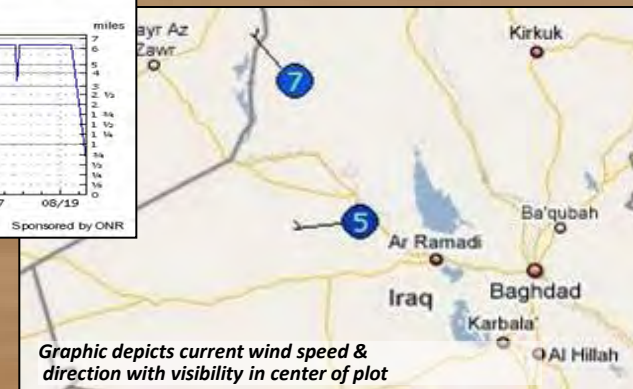 miles
7
6
5
4
3
2 ½
2
1 ¾
1 ½
1 ¼
1
¾
½
¼
⅛
0
7
08/19
Sponsored by ONR
ayr Az
Zawr
Kirkuk
7
5
Ba'qubah
Ar Ramadi
Iraq
Baghdad
Karbala'
Al Hillah
Graphic depicts current wind speed &
direction with visibility in center of plot